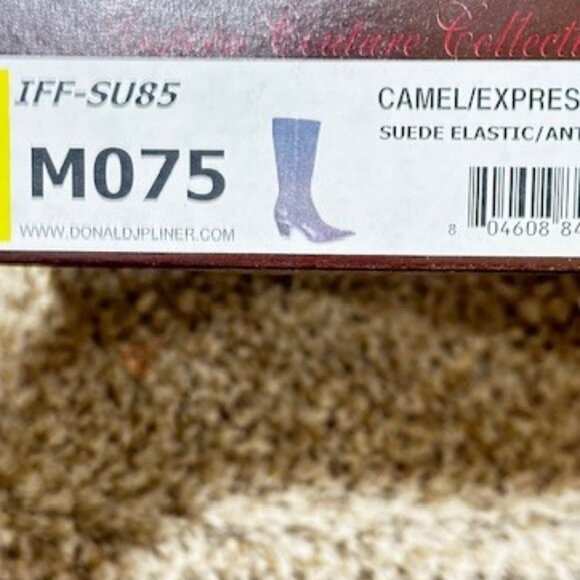 Couture Collecti
IFF-SU85
CAMEL/EXPRES
SUEDE ELASTIC/ANT
M075
WWW.DONALDJPLINER.COM
8 04608 84